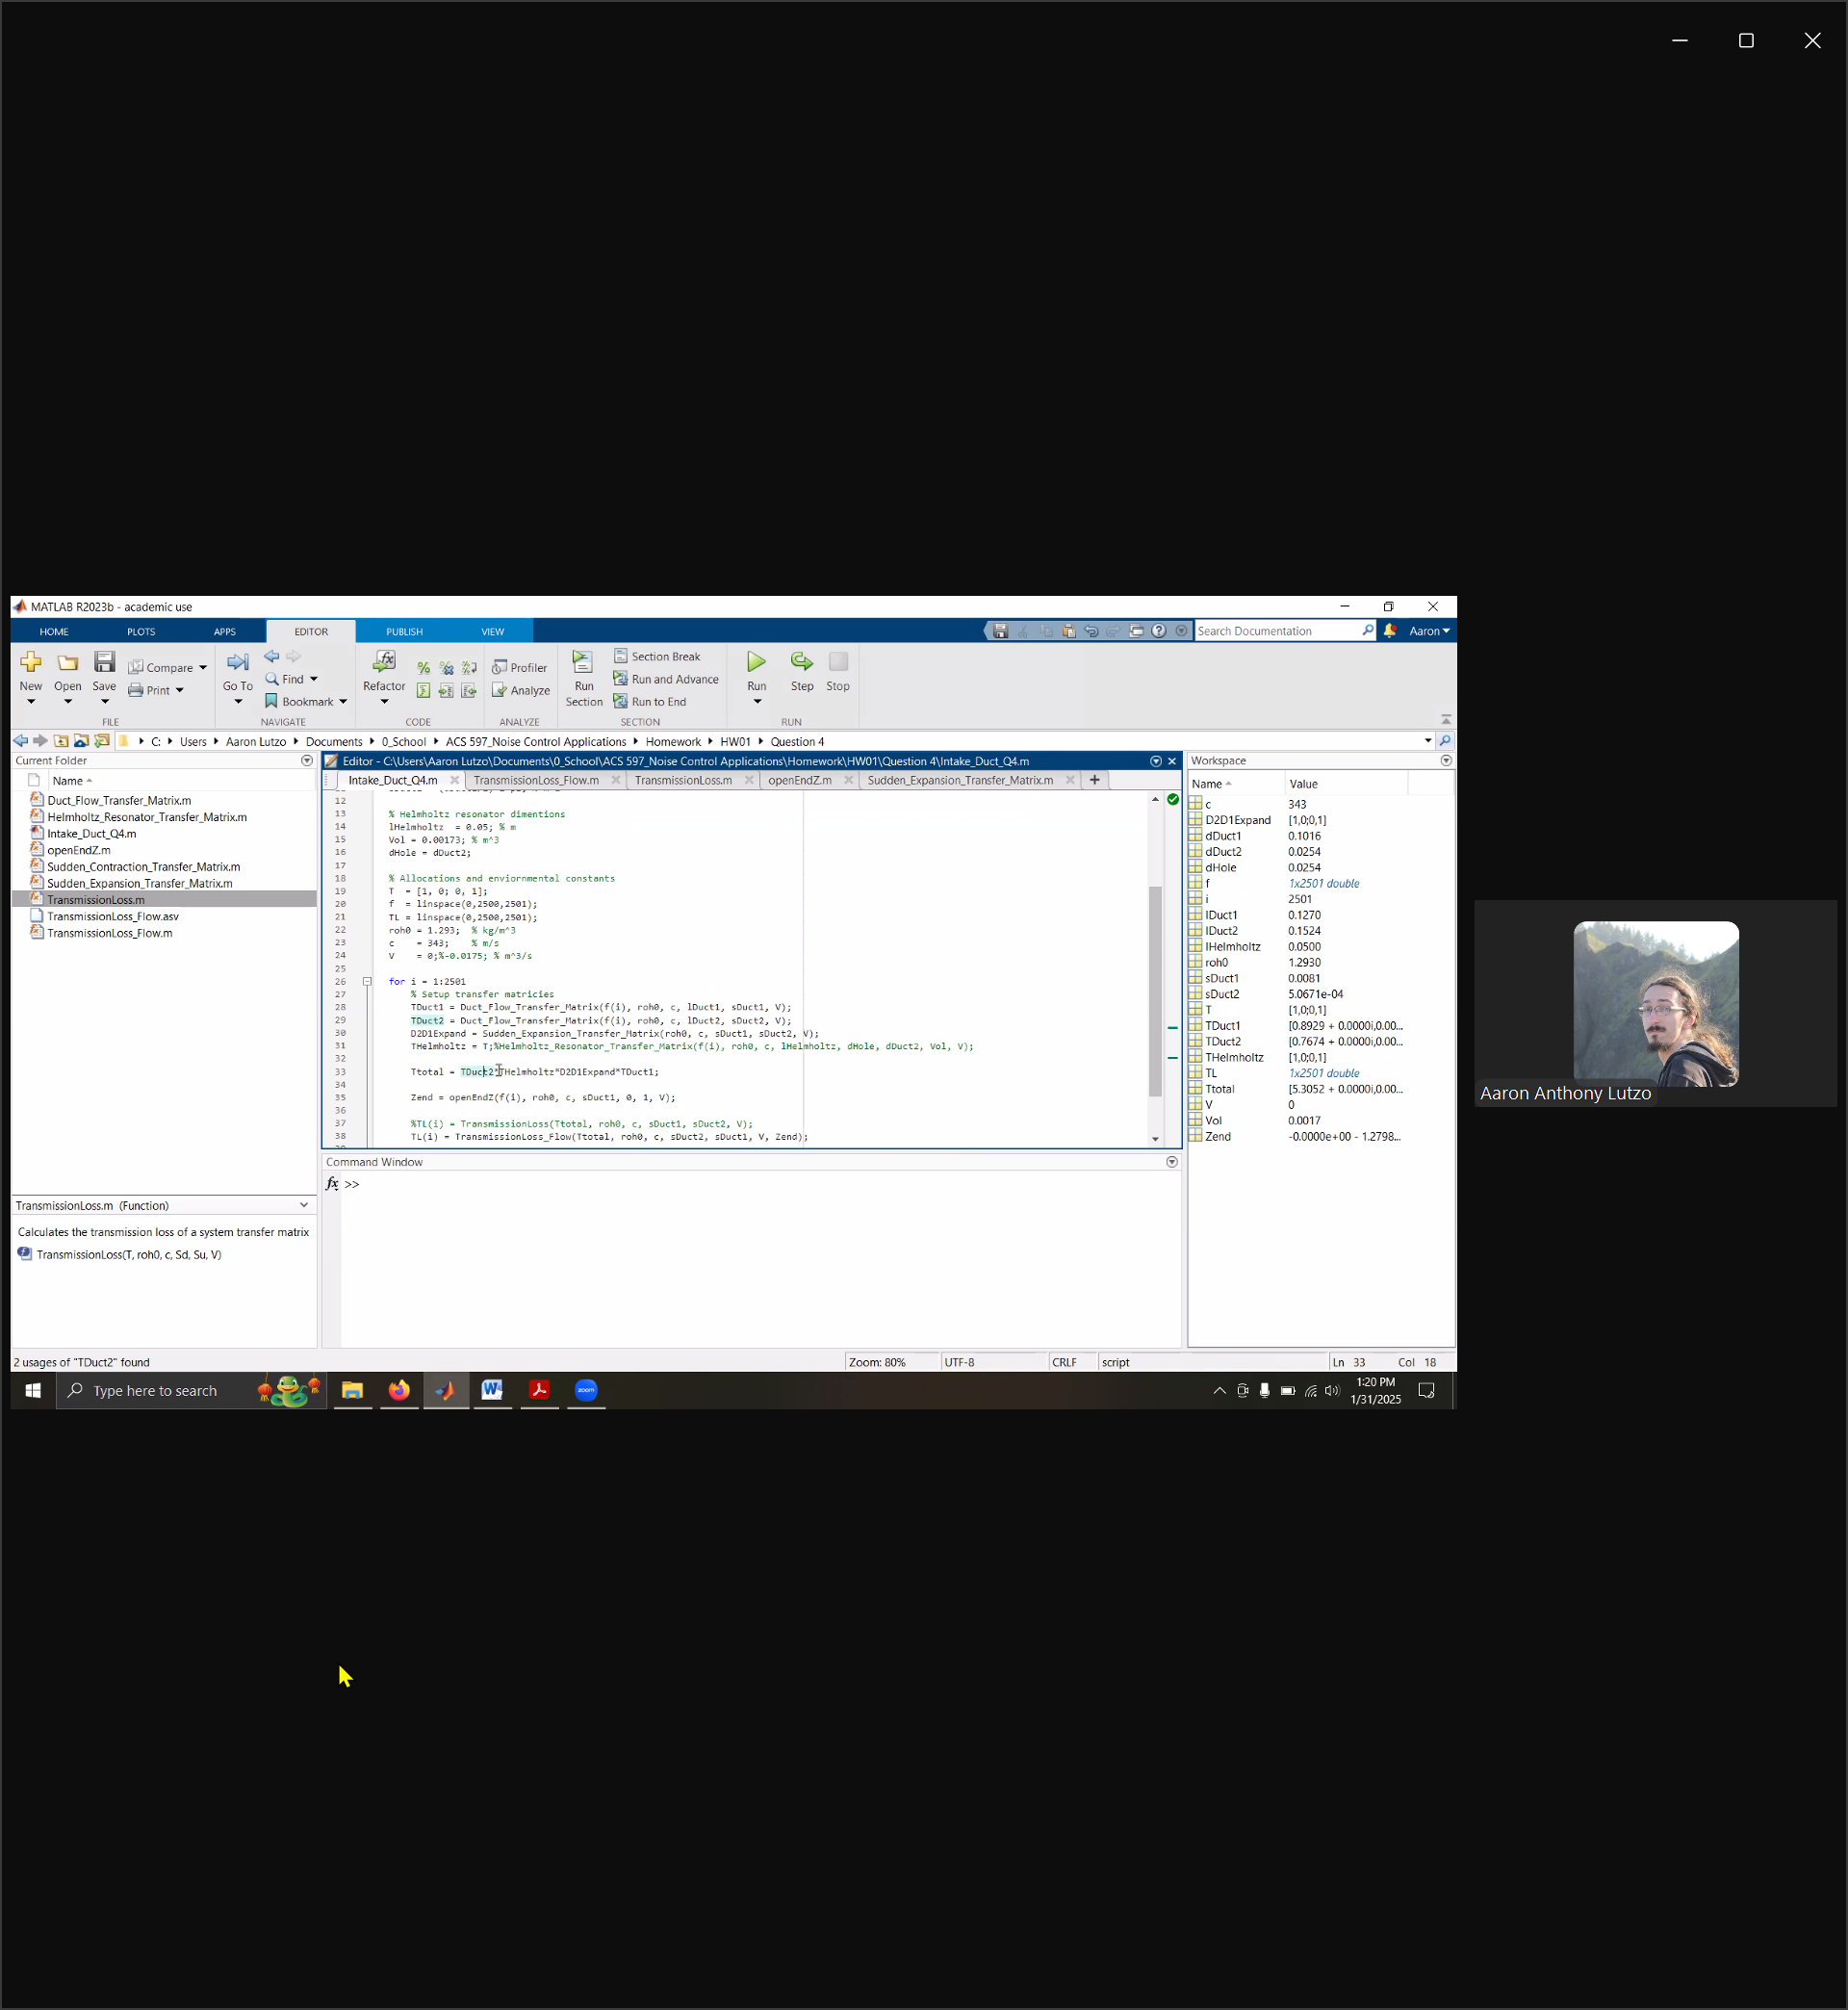 MATLAB R2023b - academic use
HOME PLOTS APPS EDITOR PUBLISH VIEW
Search Documentation Aaron
New Open Save Compare Print
Go To Find Bookmark
Refactor Profiler Analyze
Run Section Section Break Run and Advance Run to End
Run Step Stop
FILE NAVIGATE CODE ANALYZE SECTION RUN
C: Users Aaron Lutzo Documents 0_School ACS 597_Noise Control Applications Homework HW01 Question 4
Current Folder
Name
Duct_Flow_Transfer_Matrix.m
Helmholtz_Resonator_Transfer_Matrix.m
Intake_Duct_Q4.m
openEndZ.m
Sudden_Contraction_Transfer_Matrix.m
Sudden_Expansion_Transfer_Matrix.m
TransmissionLoss.m
TransmissionLoss_Flow.asv
TransmissionLoss_Flow.m
TransmissionLoss.m (Function)
Calculates the transmission loss of a system transfer matrix
TransmissionLoss(T, roh0, c, Sd, Su, V)
Editor - C:\Users\Aaron Lutzo\Documents\0_School\ACS 597_Noise Control Applications\Homework\HW01\Question 4\Intake_Duct_Q4.m
Intake_Duct_Q4.m TransmissionLoss_Flow.m TransmissionLoss.m openEndZ.m Sudden_Expansion_Transfer_Matrix.m +
12
13 % Helmholtz resonator dimentions
14 lHelmholtz = 0.05; % m
15 Vol = 0.00173; % m^3
16 dHole = dDuct2;
17
18 % Allocations and enviornmental constants
19 T = [1, 0; 0, 1];
20 f = linspace(0,2500,2501);
21 TL = linspace(0,2500,2501);
22 roh0 = 1.293; % kg/m^3
23 c = 343; % m/s
24 V = 0;%-0.0175; % m^3/s
25
26 for i = 1:2501
27 % Setup transfer matricies
28 TDuct1 = Duct_Flow_Transfer_Matrix(f(i), roh0, c, lDuct1, sDuct1, V);
29 TDuct2 = Duct_Flow_Transfer_Matrix(f(i), roh0, c, lDuct2, sDuct2, V);
30 D2D1Expand = Sudden_Expansion_Transfer_Matrix(roh0, c, sDuct1, sDuct2, V);
31 THelmholtz = T;%Helmholtz_Resonator_Transfer_Matrix(f(i), roh0, c, lHelmholtz, dHole, dDuct2, Vol, V);
32
33 Ttotal = TDuct2*THelmholtz*D2D1Expand*TDuct1;
34
35 Zend = openEndZ(f(i), roh0, c, sDuct1, 0, 1, V);
36
37 %TL(i) = TransmissionLoss(Ttotal, roh0, c, sDuct1, sDuct2, V);
38 TL(i) = TransmissionLoss_Flow(Ttotal, roh0, c, sDuct2, sDuct1, V, Zend);
Command Window
fx >>
Workspace
Name Value
c 343
D2D1Expand [1,0;0,1]
dDuct1 0.1016
dDuct2 0.0254
dHole 0.0254
f 1x2501 double
i 2501
lDuct1 0.1270
lDuct2 0.1524
lHelmholtz 0.0500
roh0 1.2930
sDuct1 0.0081
sDuct2 5.0671e-04
T [1,0;0,1]
TDuct1 [0.8929 + 0.0000i,0.00...
TDuct2 [0.7674 + 0.0000i,0.00...
THelmholtz [1,0;0,1]
TL 1x2501 double
Ttotal [5.3052 + 0.0000i,0.00...
V 0
Vol 0.0017
Zend -0.0000e+00 - 1.2798...
2 usages of "TDuct2" found
Zoom: 80% UTF-8 CRLF script Ln 33 Col 18
Type here to search
zoom
1:20 PM
1/31/2025
Aaron Anthony Lutzo